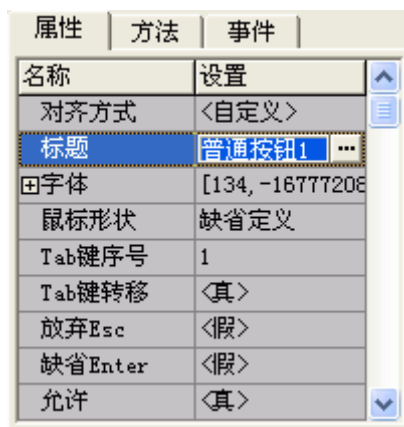 属性 方法 事件
名称 设置
对齐方式 <自定义>
标题 普通按钮1 ...
字体 [134,-16777208
鼠标形状 缺省定义
Tab键序号 1
Tab键转移 <真>
放弃Esc <假>
缺省Enter <假>
允许 <真>